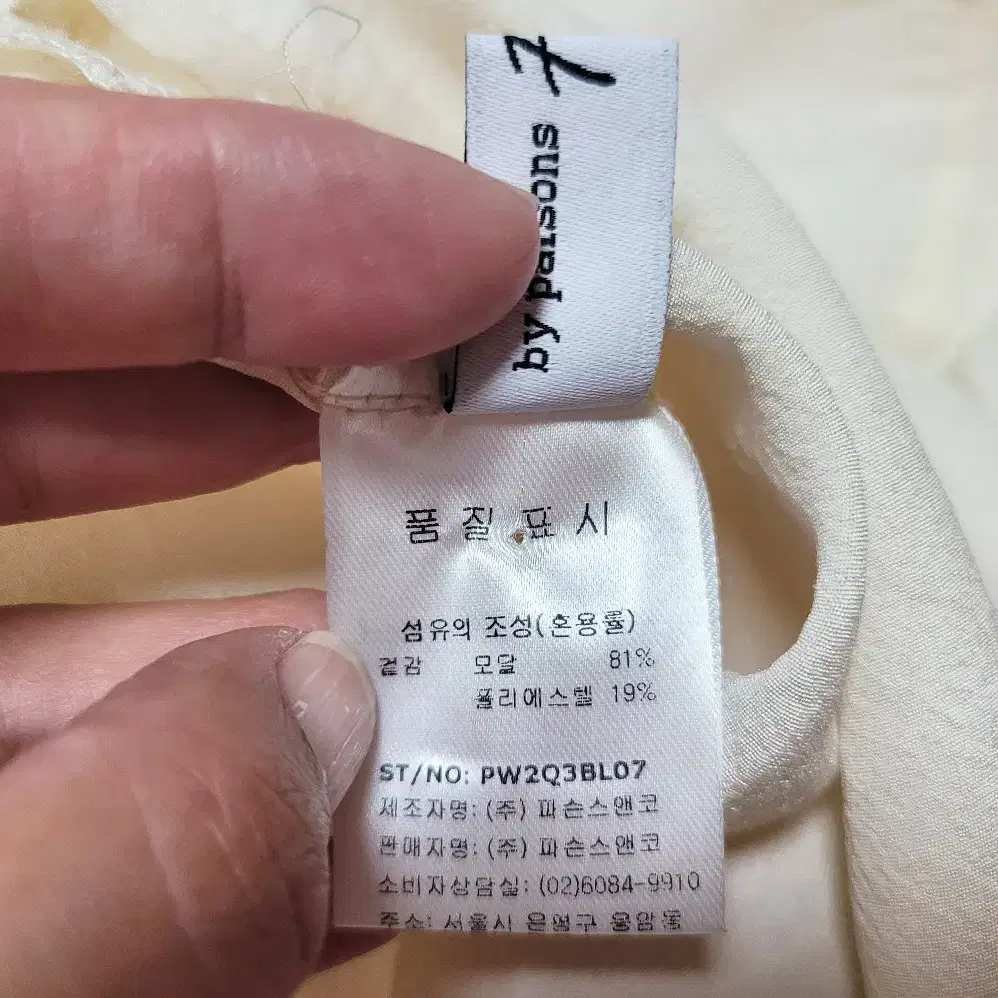 by parsons 7
품 질 표 시
섬유의 조성(혼용률)
겉감 모달 81%
폴리에스텔 19%
ST/NO: PW2Q3BL07
제조자명: (주) 파슨스앤코
판매자명: (주) 파슨스앤코
소비자상담실: (02)6084-9910
주소: 서울시 은평구 응암동